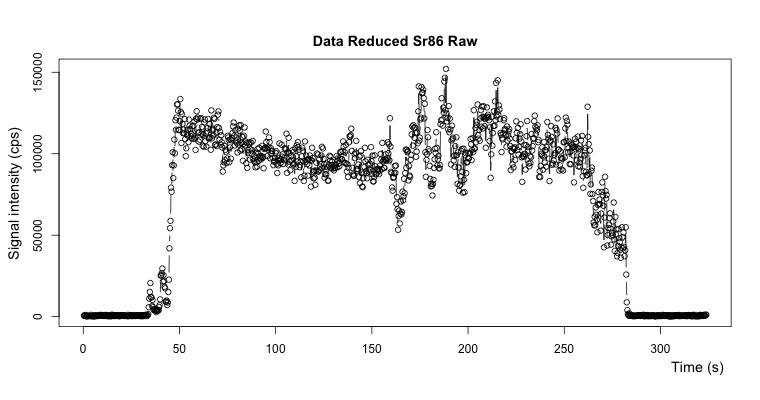 Data Reduced Sr86 Raw
Signal intensity (cps)
150000
100000
50000
0
0 50 100 150 200 250 300
Time (s)